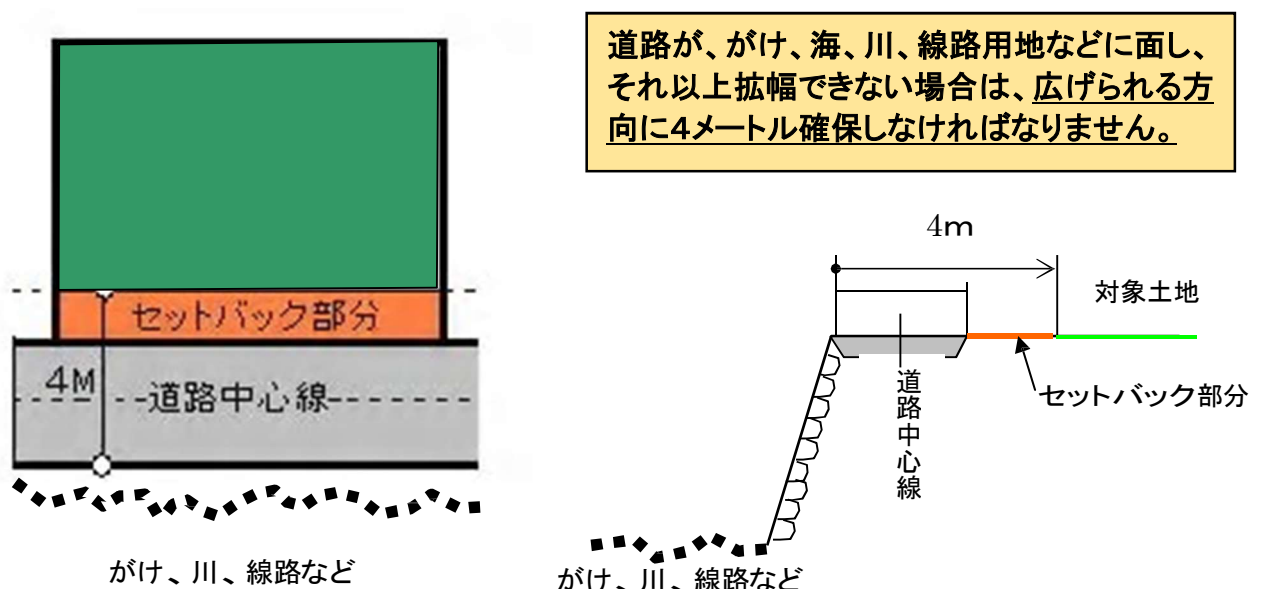 道路が、がけ、海、川、線路用地などに面し、
それ以上拡幅できない場合は、広げられる方
向に4メートル確保しなければなりません。
セットバック部分
4M
道路中心線
がけ、川、線路など
4m
対象土地
セットバック部分
道路中心線
がけ、川、線路など